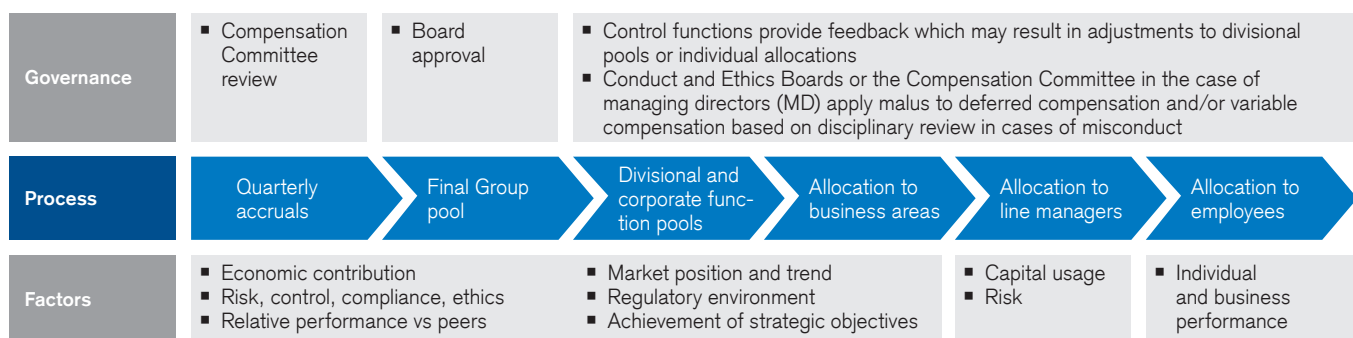 Governance
▪ Compensation
Committee
review
▪ Board
approval
▪ Control functions provide feedback which may result in adjustments to divisional
pools or individual allocations
▪ Conduct and Ethics Boards or the Compensation Committee in the case of
managing directors (MD) apply malus to deferred compensation and/or variable
compensation based on disciplinary review in cases of misconduct
Process
Quarterly
accruals
Final Group
pool
Divisional and
corporate func-
tion pools
Allocation to
business areas
Allocation to
line managers
Allocation to
employees
Factors
▪ Economic contribution
▪ Risk, control, compliance, ethics
▪ Relative performance vs peers
▪ Market position and trend
▪ Regulatory environment
▪ Achievement of strategic objectives
▪ Capital usage
▪ Risk
▪ Individual
and business
performance